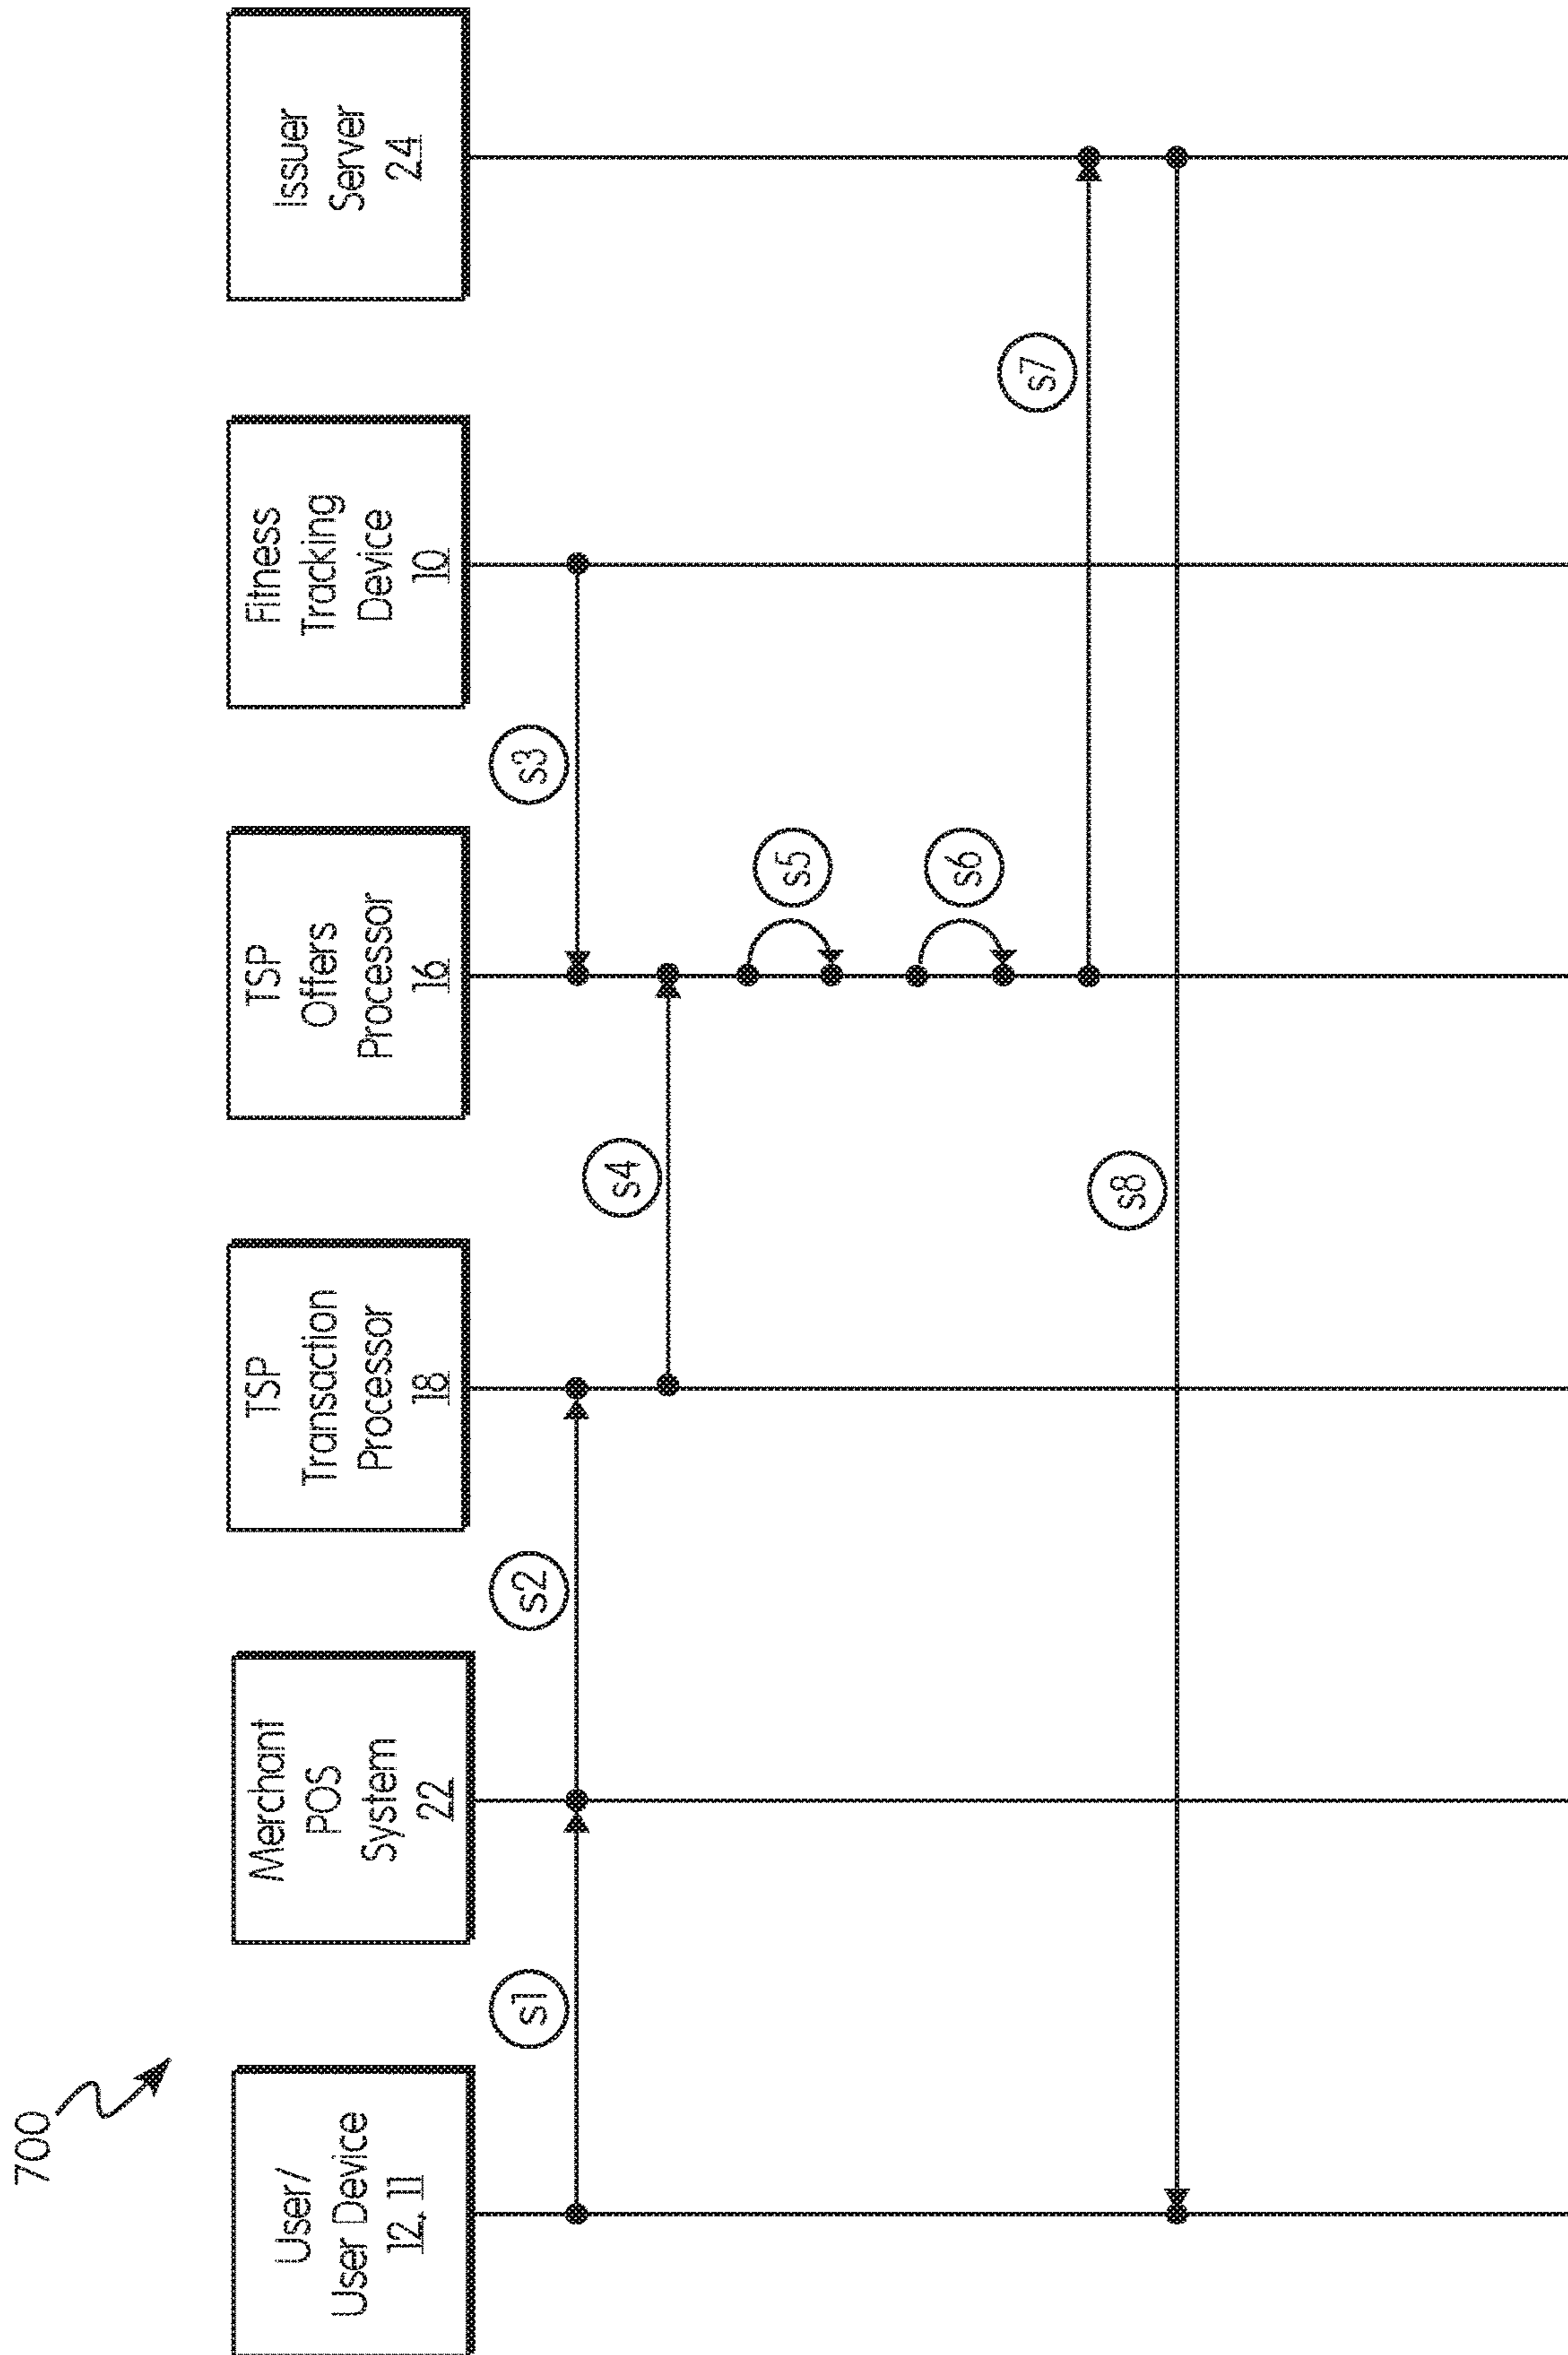 700
User/
User Device
12, 11
Merchant
POS
System
22
TSP
Transaction
Processor
18
TSP
Offers
Processor
16
Fitness
Tracking
Device
10
Issuer
Server
24
s1
s2
s3
s4
s5
s6
s7
s8